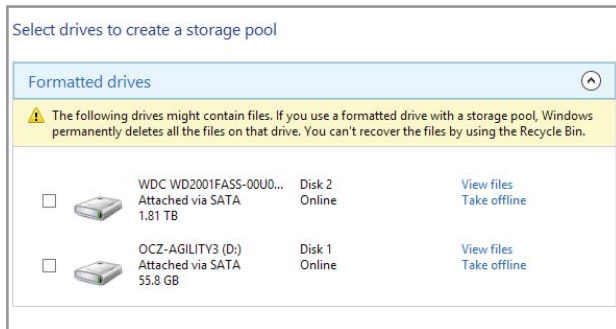 Select drives to create a storage pool
Formatted drives
The following drives might contain files. If you use a formatted drive with a storage pool, Windows
permanently deletes all the files on that drive. You can't recover the files by using the Recycle Bin.
WDC WD2001FASS-00U0... Disk 2 View files
Attached via SATA Online Take offline
1.81 TB
OCZ-AGILITY3 (D:) Disk 1 View files
Attached via SATA Online Take offline
55.8 GB